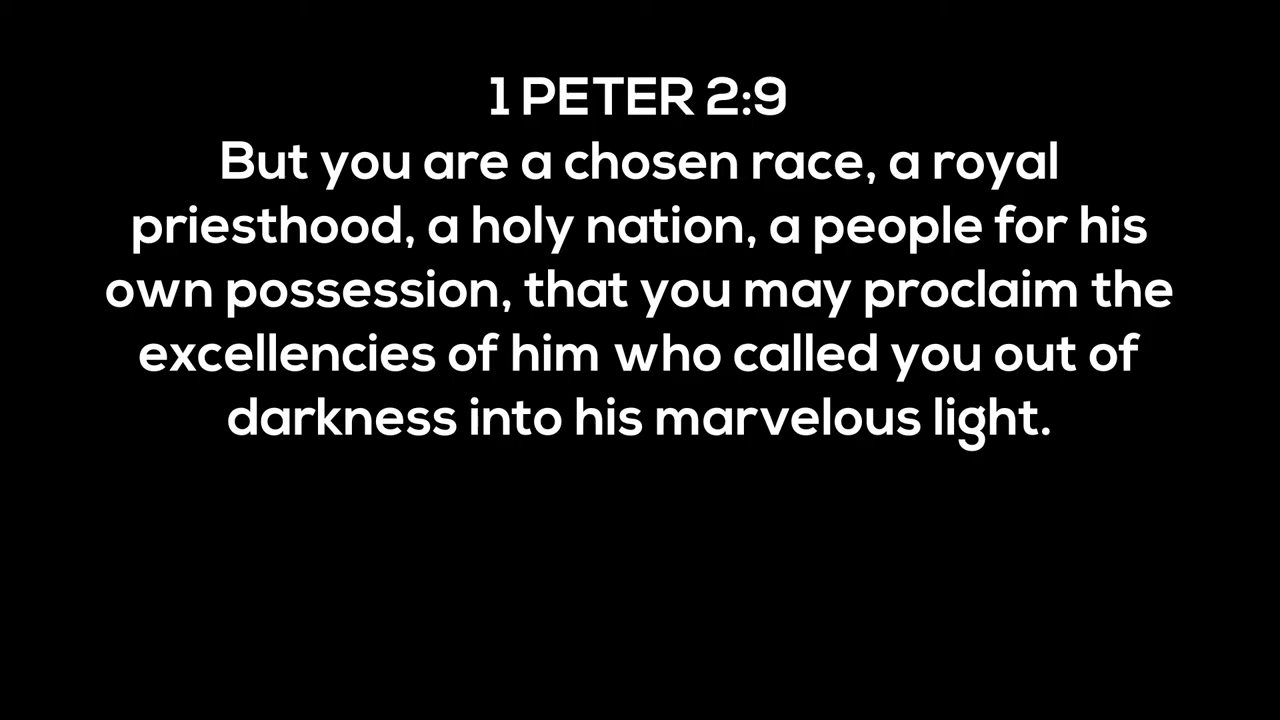 1 PETER 2:9
But you are a chosen race, a royal
priesthood, a holy nation, a people for his
own possession, that you may proclaim the
excellencies of him who called you out of
darkness into his marvelous light.